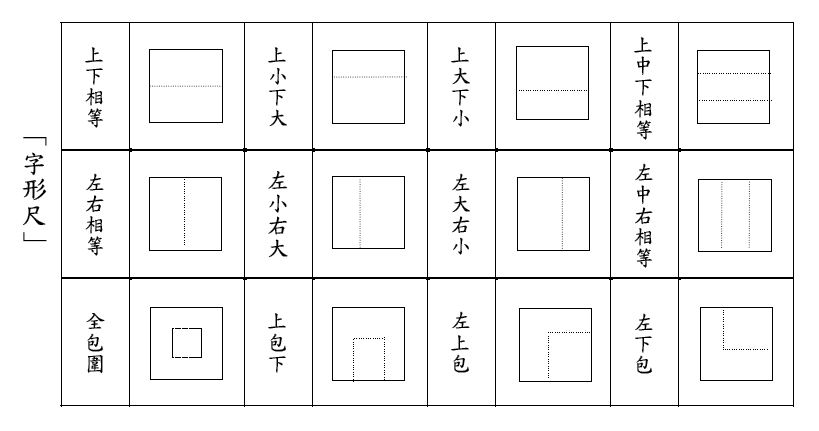 「字形尺」
上下相等
上小下大
上大下小
上中下相等
左右相等
左小右大
左大右小
左中右相等
全包圍
上包下
左上包
左下包